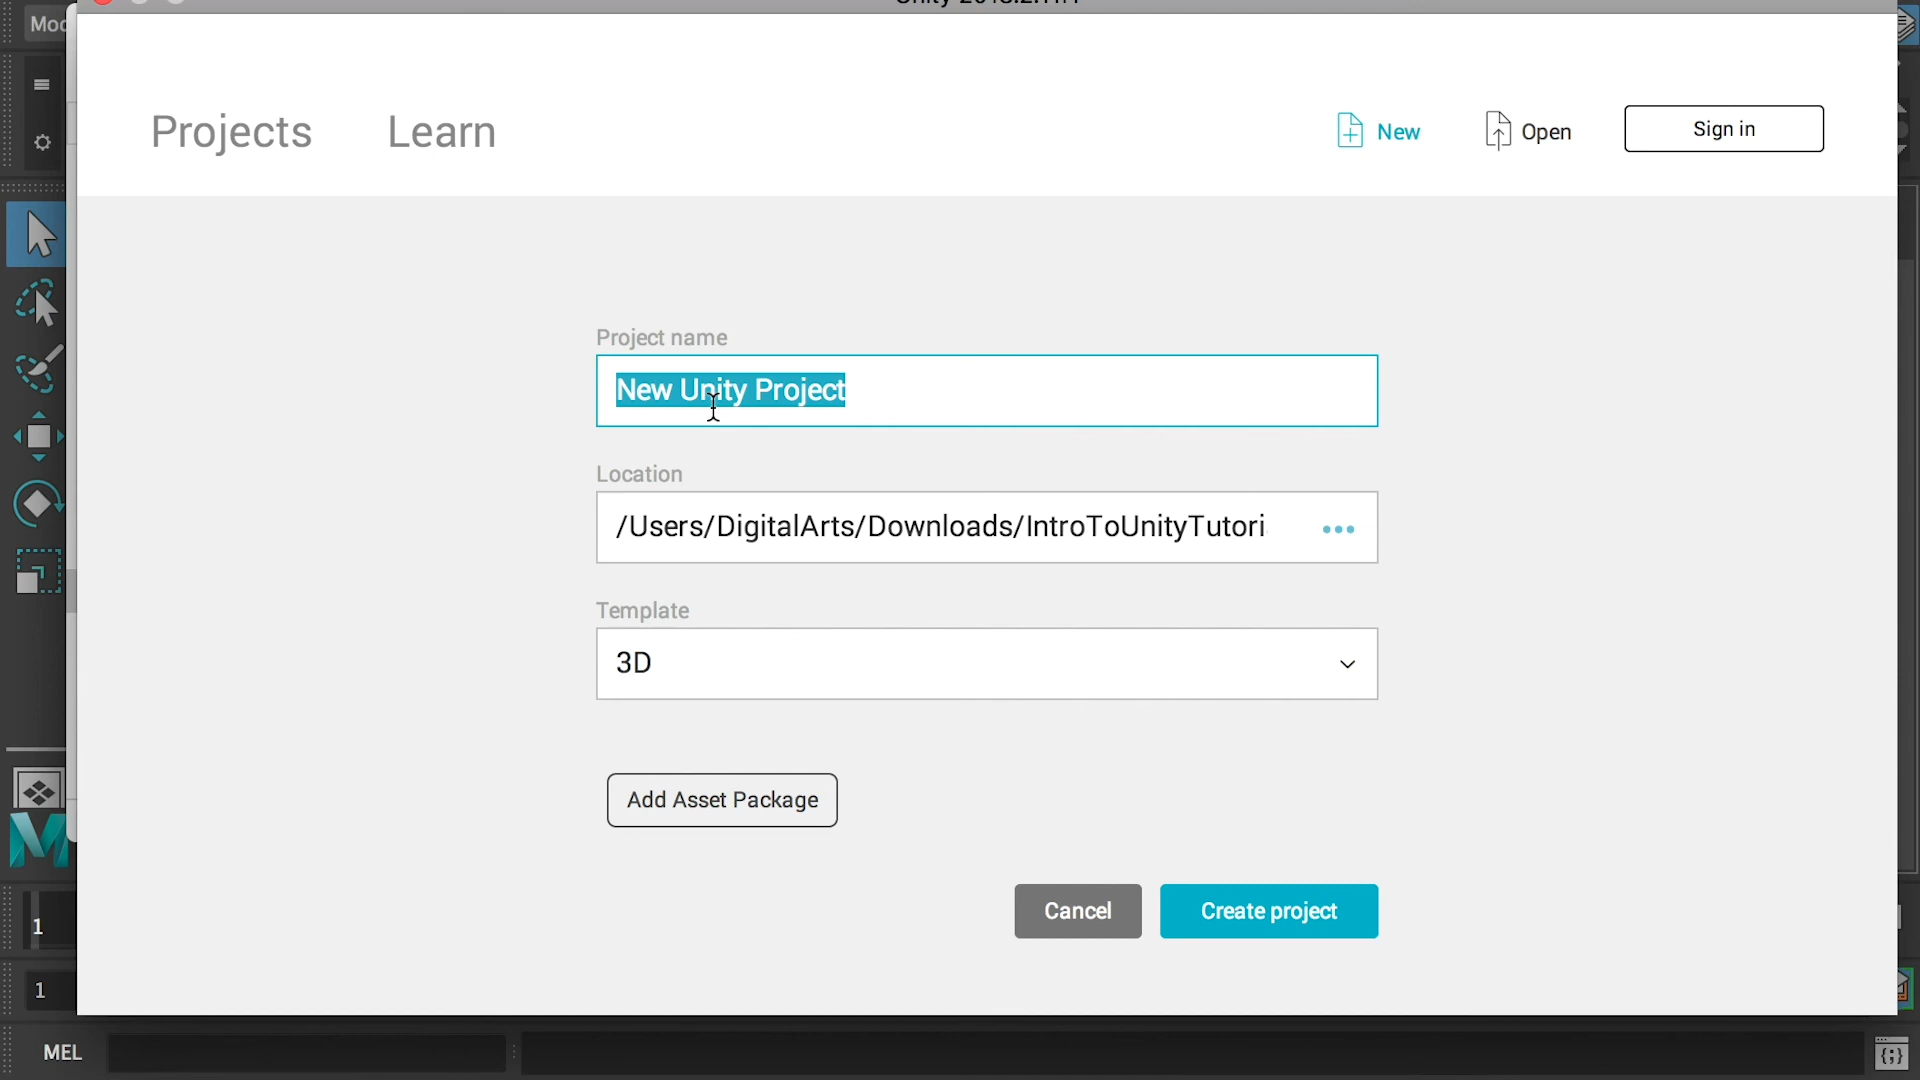 Projects
Learn
New
Open
Sign in
Project name
New Unity Project
Location
/Users/DigitalArts/Downloads/IntroToUnityTutori
Template
3D
Add Asset Package
Cancel
Create project
1
1
MEL